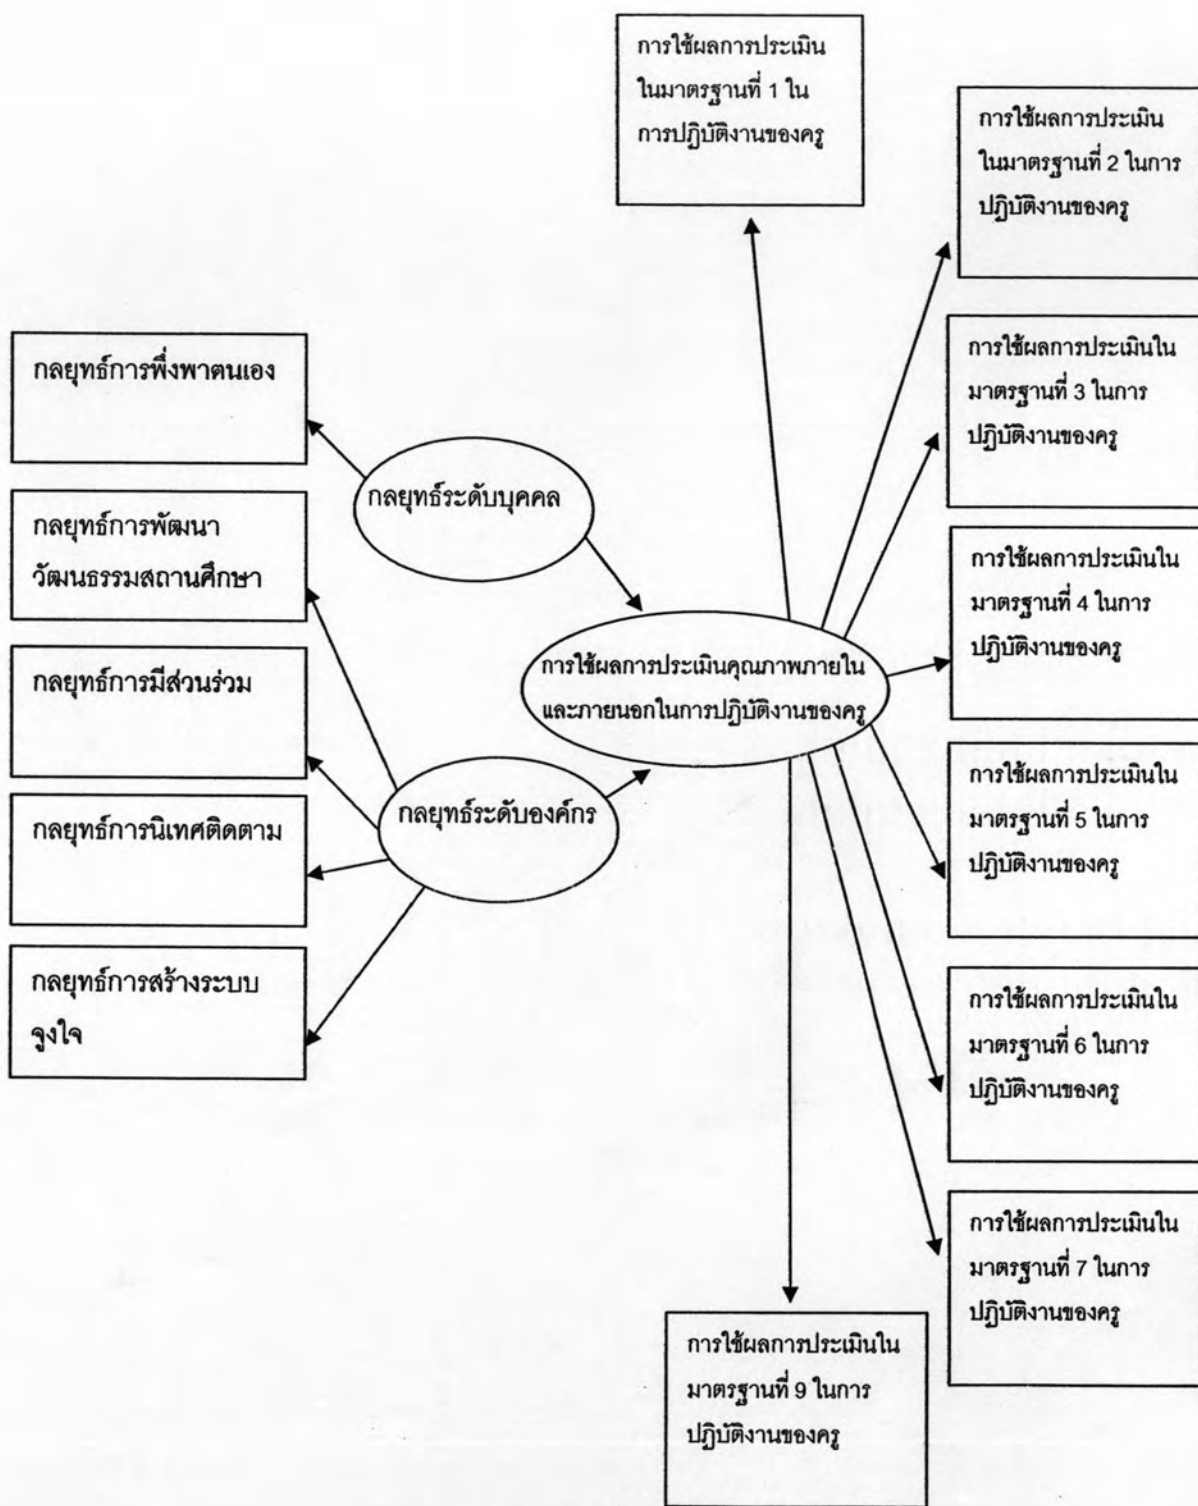 การใช้ผลการประเมิน
ในมาตรฐานที่ 1 ใน
การปฏิบัติงานของครู
การใช้ผลการประเมิน
ในมาตรฐานที่ 2 ในการ
ปฏิบัติงานของครู
กลยุทธ์การพึ่งพาตนเอง
การใช้ผลการประเมินใน
มาตรฐานที่ 3 ในการ
ปฏิบัติงานของครู
กลยุทธ์ระดับบุคคล
กลยุทธ์การพัฒนา
วัฒนธรรมสถานศึกษา
การใช้ผลการประเมินใน
มาตรฐานที่ 4 ในการ
ปฏิบัติงานของครู
กลยุทธ์การมีส่วนร่วม
การใช้ผลการประเมินคุณภาพภายใน
และภายนอกในการปฏิบัติงานของครู
กลยุทธ์ระดับองค์กร
กลยุทธ์การนิเทศติดตาม
การใช้ผลการประเมินใน
มาตรฐานที่ 5 ในการ
ปฏิบัติงานของครู
กลยุทธ์การสร้างระบบ
จูงใจ
การใช้ผลการประเมินใน
มาตรฐานที่ 6 ในการ
ปฏิบัติงานของครู
การใช้ผลการประเมินใน
มาตรฐานที่ 7 ในการ
ปฏิบัติงานของครู
การใช้ผลการประเมินใน
มาตรฐานที่ 9 ในการ
ปฏิบัติงานของครู